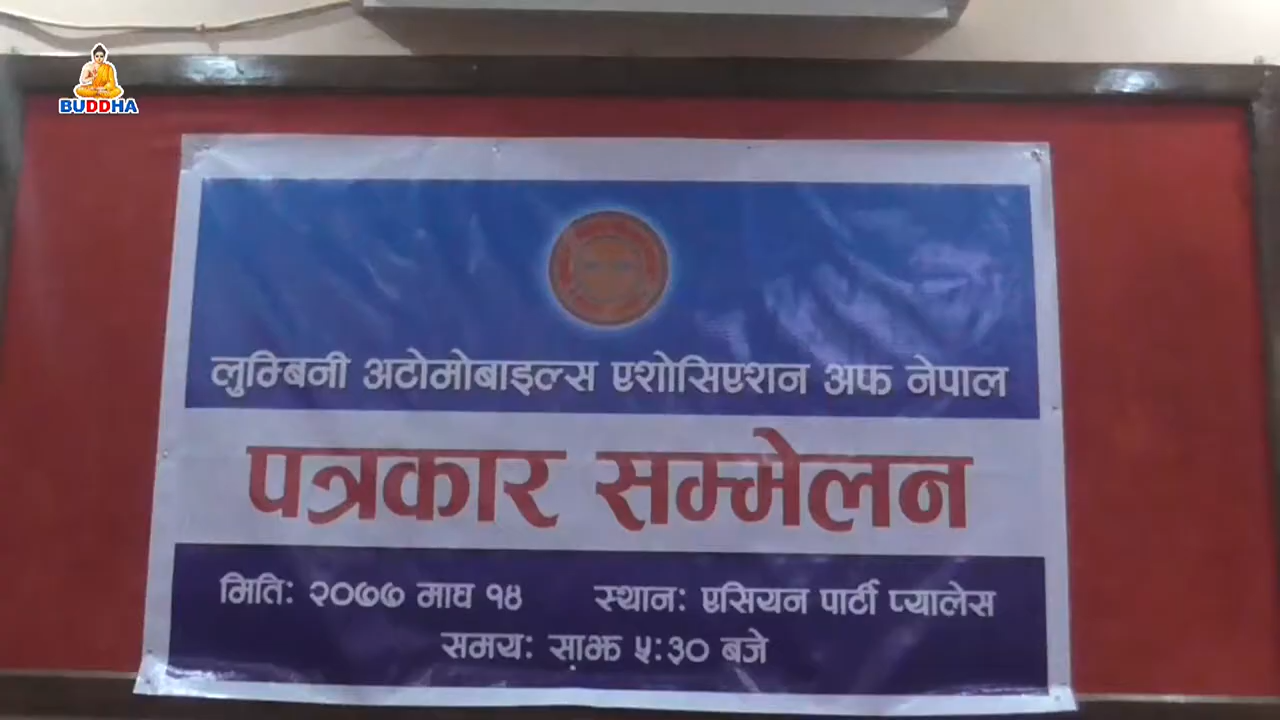 BUDDHA
लुम्बिनी अटोमोबाइल्स एशोसिएशन अफ नेपाल
पत्रकार सम्मेलन
मिति: २०७७ माघ १४ स्थान: एसियन पार्टी प्यालेस
समय: सा़झ ५:३० बजे